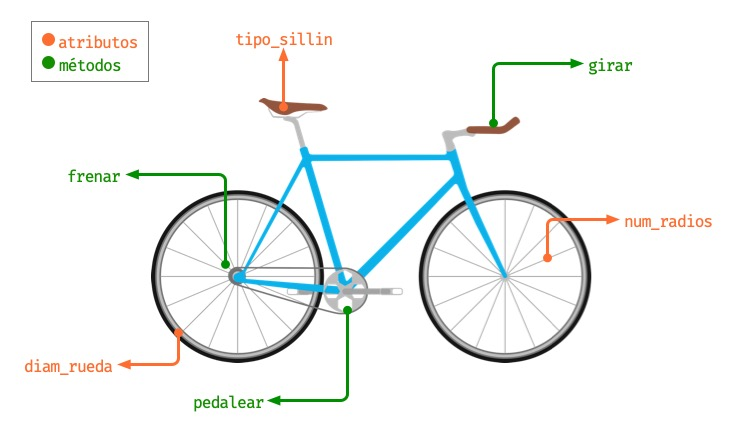 atributos
métodos
tipo_sillin
girar
frenar
num_radios
diam_rueda
pedalear